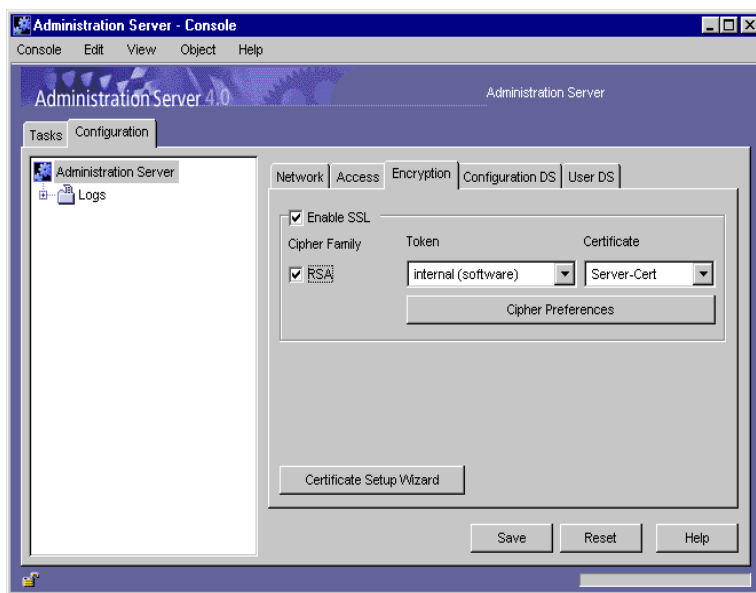 Administration Server - Console
Console Edit View Object Help
Administration Server 4.0
Administration Server
Tasks Configuration
Administration Server
Logs
Network Access Encryption Configuration DS User DS
Enable SSL
Cipher Family Token Certificate
RSA internal (software) Server-Cert
Cipher Preferences
Certificate Setup Wizard
Save Reset Help